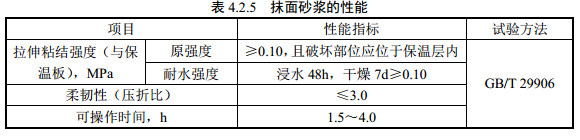 表 4.2.5 抹面砂浆的性能
项目 性能指标 试验方法
拉伸粘结强度（与保温板），MPa 原强度 ≥0.10，且破坏部位应位于保温层内 GB/T 29906
耐水强度 浸水 48h，干燥 7d≥0.10
柔韧性（压折比） ≤3.0
可操作时间，h 1.5～4.0